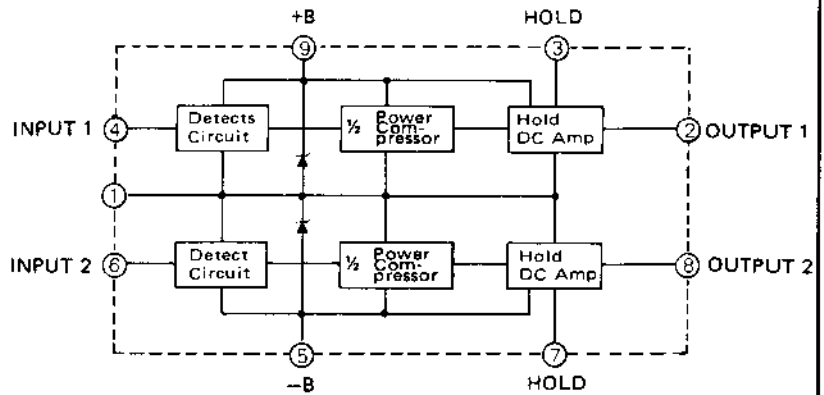 +B
HOLD
9
3
INPUT 1
4
Detects
Circuit
½
Power
Com-
pressor
Hold
DC Amp
2
OUTPUT 1
1
INPUT 2
6
Detect
Circuit
½
Power
Com-
pressor
Hold
DC Amp
8
OUTPUT 2
5
7
−B
HOLD